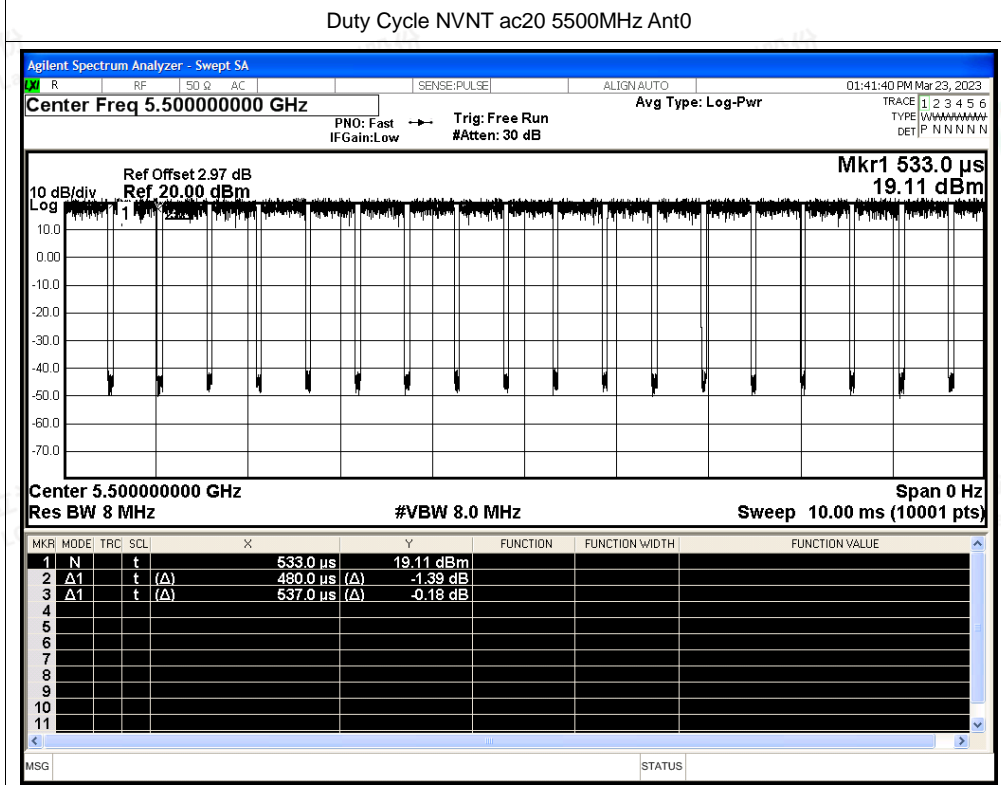 Duty Cycle NVNT ac20 5500MHz Ant0
Agilent Spectrum Analyzer - Swept SA
LXI R RF 50 Ω AC SENSE:PULSE ALIGN AUTO 01:41:40 PM Mar 23, 2023
Center Freq 5.500000000 GHz Avg Type: Log-Pwr TRACE 1 2 3 4 5 6
PNO: Fast Trig: Free Run TYPE
IFGain:Low #Atten: 30 dB DET P N N N N N
Mkr1 533.0 µs
Ref Offset 2.97 dB
10 dB/div Ref 20.00 dBm 19.11 dBm
Log
1
10.0
0.00
-10.0
-20.0
-30.0
-40.0
-50.0
-60.0
-70.0
Center 5.500000000 GHz Span 0 Hz
Res BW 8 MHz #VBW 8.0 MHz Sweep 10.00 ms (10001 pts)
MKR MODE TRC SCL X Y FUNCTION FUNCTION WIDTH FUNCTION VALUE
1 N t 533.0 µs 19.11 dBm
2 Δ1 t (Δ) 480.0 µs (Δ) -1.39 dB
3 Δ1 t (Δ) 537.0 µs (Δ) -0.18 dB
4
5
6
7
8
9
10
11
MSG STATUS